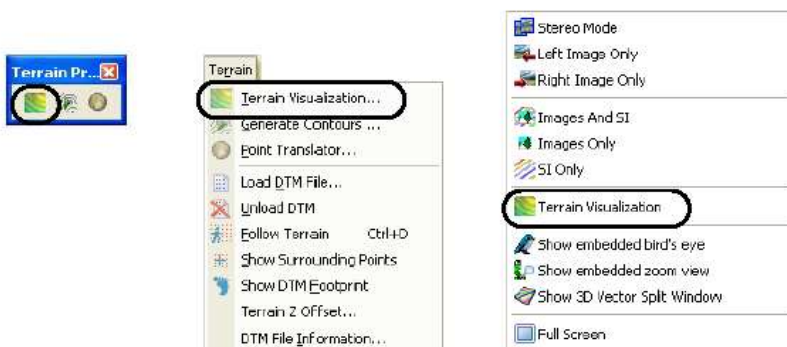 Terrain Pr...
Terrain
Terrain Visualization...
Generate Contours ...
Point Translator...
Load DTM File...
Unload DTM
Follow Terrain Ctrl+D
Show Surrounding Points
Show DTM Footprint
Terrain Z Offset...
DTM File Information...
Stereo Mode
Left Image Only
Right Image Only
Images And SI
Images Only
SI Only
Terrain Visualization
Show embedded bird's eye
Show embedded zoom view
Show 3D Vector Split Window
Full Screen